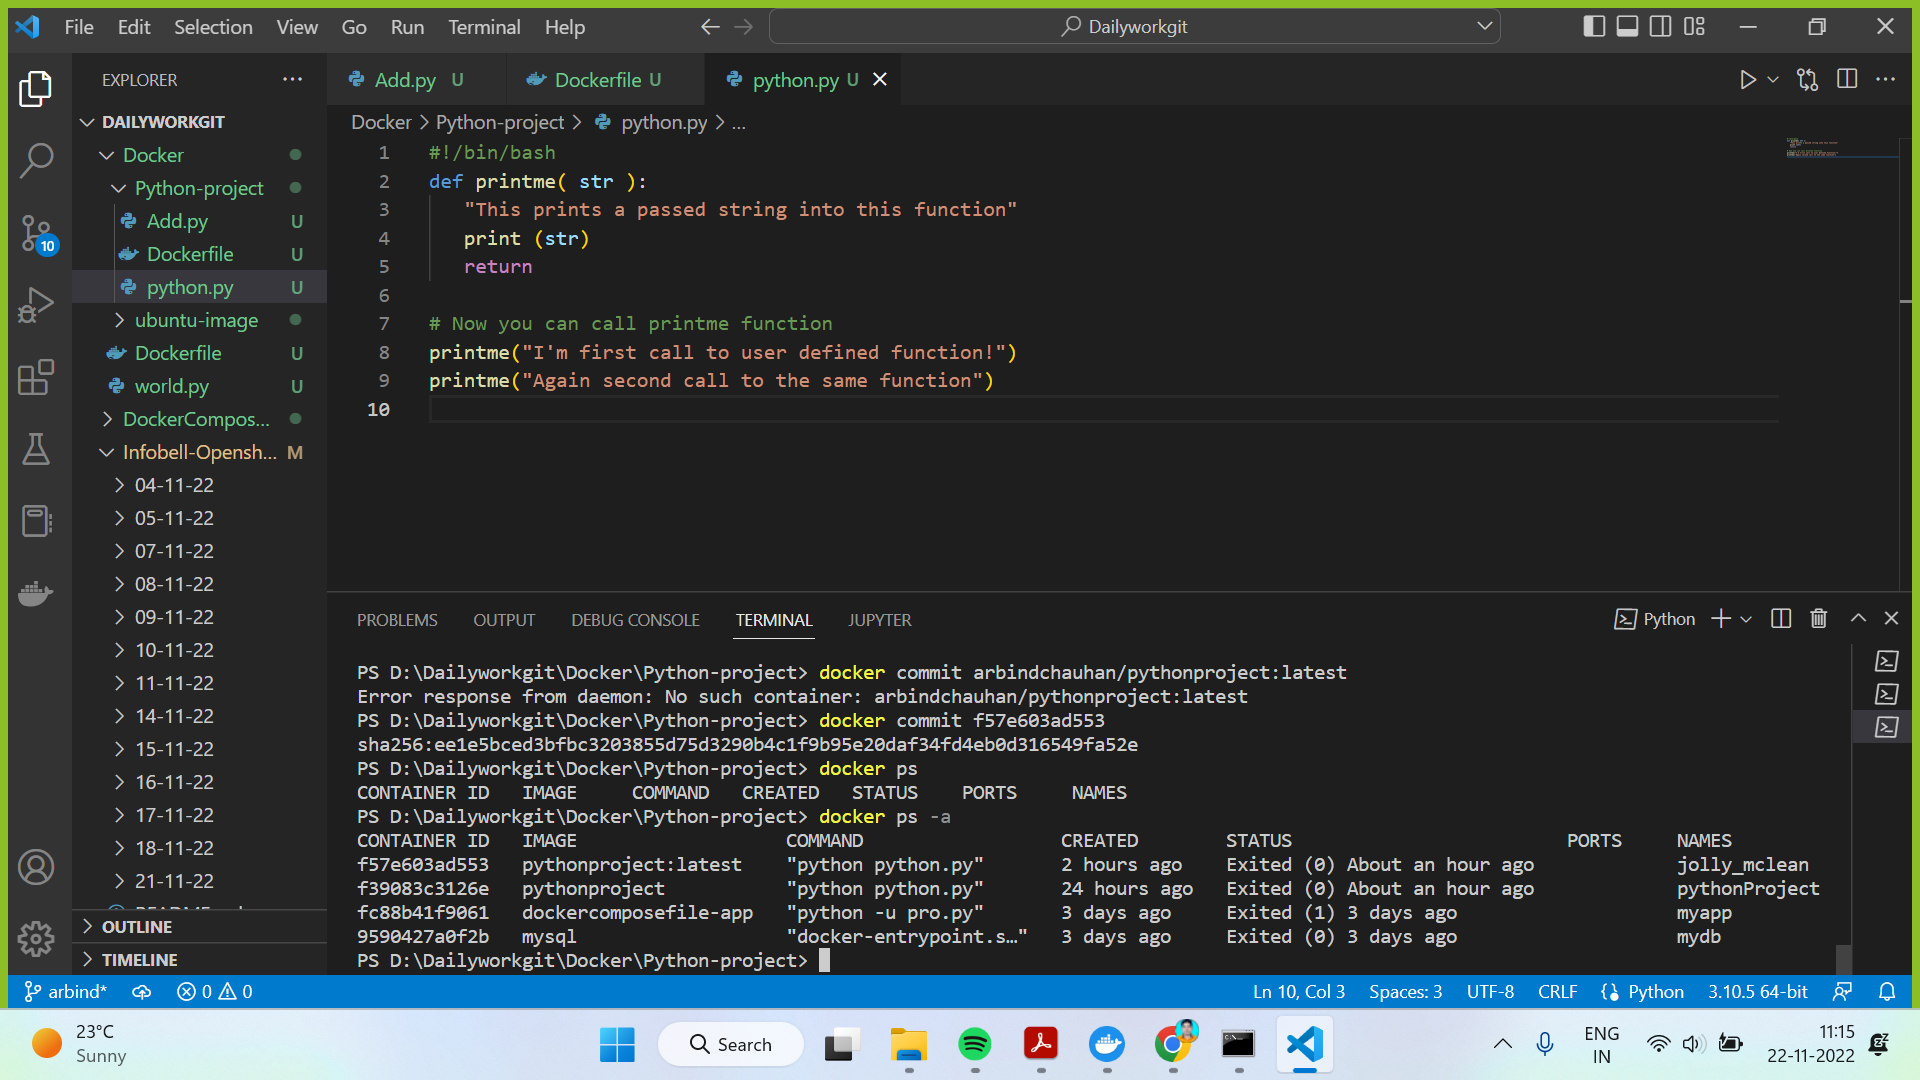 File Edit Selection View Go Run Terminal Help
Dailyworkgit
EXPLORER
Add.py U
Dockerfile U
python.py U
Docker > Python-project > python.py > ...
DAILYWORKGIT
Docker
Python-project
Add.py U
Dockerfile U
python.py U
ubuntu-image
Dockerfile U
world.py U
DockerCompos...
Infobell-Opensh... M
04-11-22
05-11-22
07-11-22
08-11-22
09-11-22
10-11-22
11-11-22
14-11-22
15-11-22
16-11-22
17-11-22
18-11-22
21-11-22
OUTLINE
TIMELINE
10
1 #!/bin/bash
2 def printme( str ):
3 "This prints a passed string into this function"
4 print (str)
5 return
6
7 # Now you can call printme function
8 printme("I'm first call to user defined function!")
9 printme("Again second call to the same function")
10
PROBLEMS OUTPUT DEBUG CONSOLE TERMINAL JUPYTER
Python
PS D:\Dailyworkgit\Docker\Python-project> docker commit arbindchauhan/pythonproject:latest
Error response from daemon: No such container: arbindchauhan/pythonproject:latest
PS D:\Dailyworkgit\Docker\Python-project> docker commit f57e603ad553
sha256:ee1e5bced3bfbc3203855d75d3290b4c1f9b95e20daf34fd4eb0d316549fa52e
PS D:\Dailyworkgit\Docker\Python-project> docker ps
CONTAINER ID IMAGE COMMAND CREATED STATUS PORTS NAMES
PS D:\Dailyworkgit\Docker\Python-project> docker ps -a
CONTAINER ID IMAGE COMMAND CREATED STATUS PORTS NAMES
f57e603ad553 pythonproject:latest "python python.py" 2 hours ago Exited (0) About an hour ago jolly_mclean
f39083c3126e pythonproject "python python.py" 24 hours ago Exited (0) About an hour ago pythonProject
fc88b41f9061 dockercomposefile-app "python -u pro.py" 3 days ago Exited (1) 3 days ago myapp
9590427a0f2b mysql "docker-entrypoint.s…" 3 days ago Exited (0) 3 days ago mydb
PS D:\Dailyworkgit\Docker\Python-project>
arbind* 0 0
Ln 10, Col 3 Spaces: 3 UTF-8 CRLF Python 3.10.5 64-bit
23°C
Sunny
Search
ENG
IN
11:15
22-11-2022